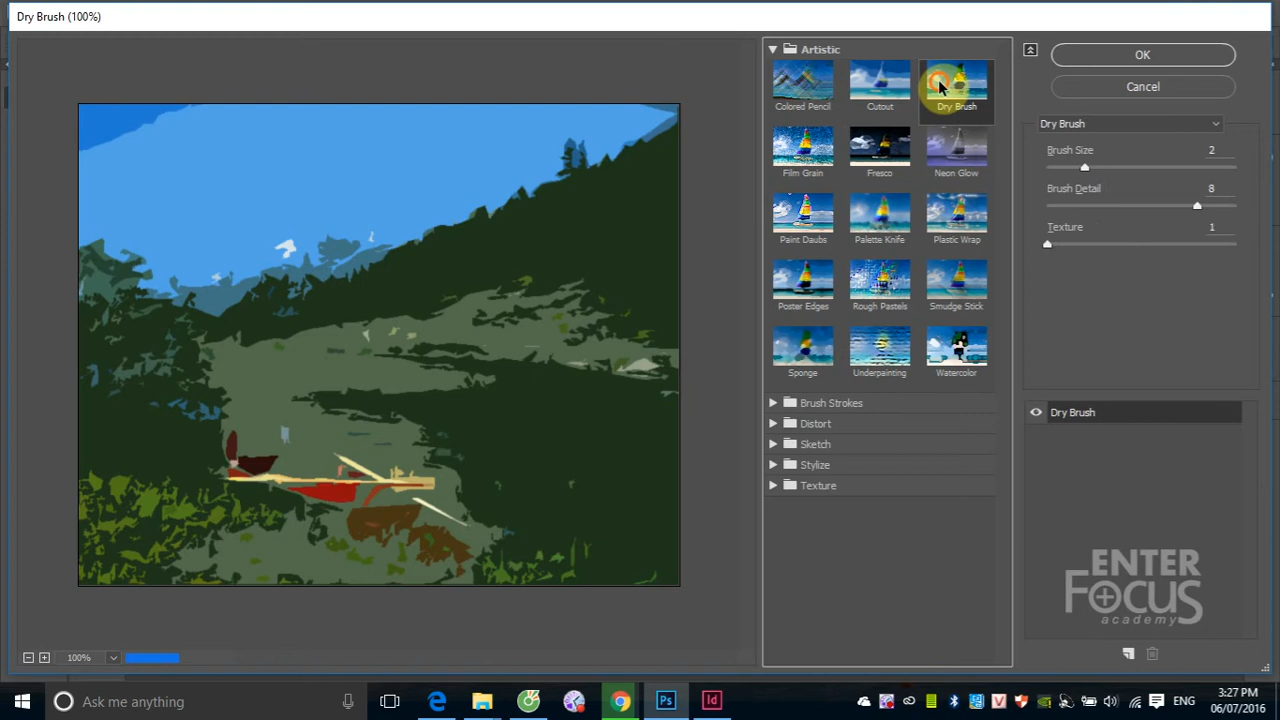 Dry Brush (100%)
Artistic
Colored Pencil
Cutout
Dry Brush
Film Grain
Fresco
Neon Glow
Paint Daubs
Palette Knife
Plastic Wrap
Poster Edges
Rough Pastels
Smudge Stick
Sponge
Underpainting
Watercolor
Brush Strokes
Distort
Sketch
Stylize
Texture
OK
Cancel
Dry Brush
Brush Size 2
Brush Detail 8
Texture 1
Dry Brush
ENTER
FOCUS
academy
100%
Ask me anything
Ps
Id
ENG
3:27 PM
06/07/2016